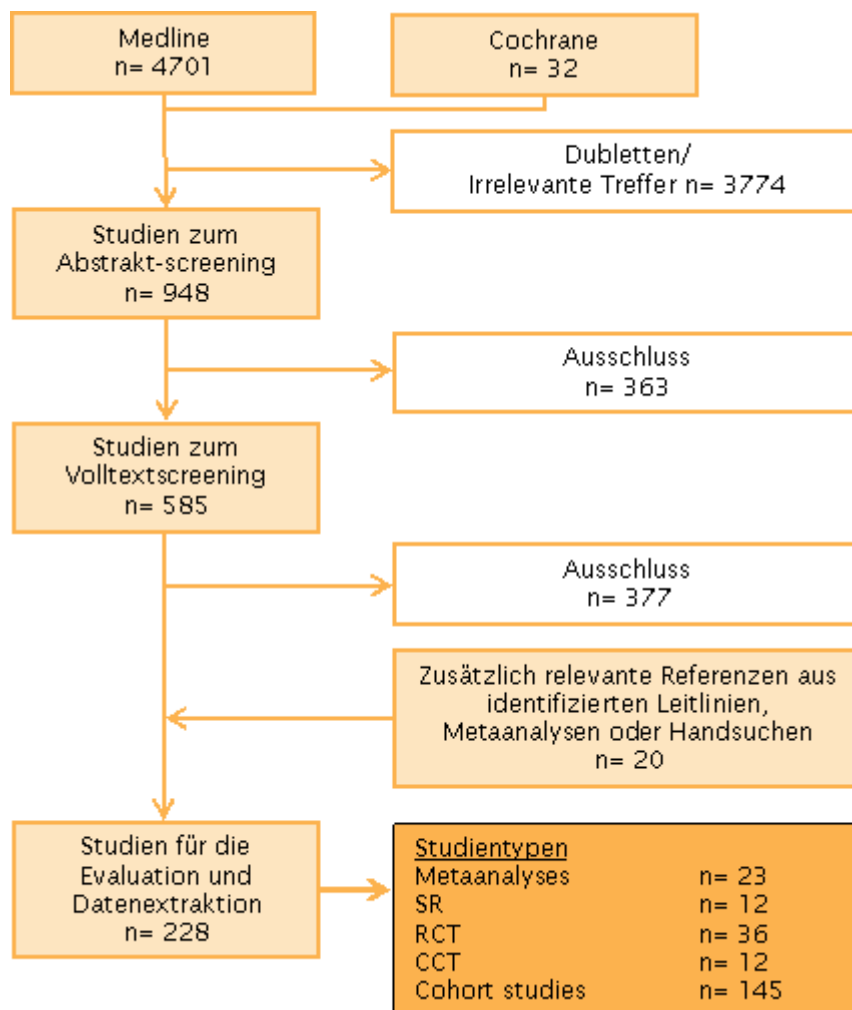 Medline
n= 4701
Cochrane
n= 32
Dubletten/
Irrelevante Treffer n= 3774
Studien zum
Abstrakt-screening
n= 948
Ausschluss
n= 363
Studien zum
Volltextscreening
n= 585
Ausschluss
n= 377
Zusätzlich relevante Referenzen aus
identifizierten Leitlinien,
Metaanalysen oder Handsuchen
n= 20
Studien für die
Evaluation und
Datenextraktion
n= 228
Studientypen
Metaanalyses n= 23
SR n= 12
RCT n= 36
CCT n= 12
Cohort studies n= 145